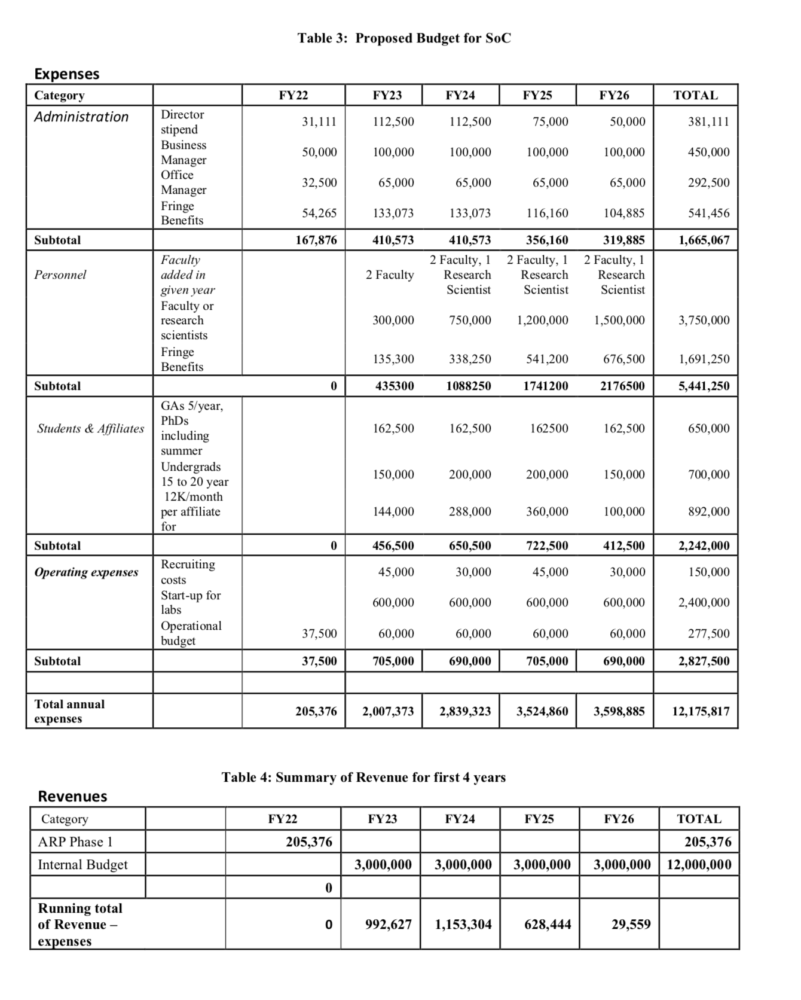 Table 3: Proposed Budget for SoC
Expenses
Category FY22 FY23 FY24 FY25 FY26 TOTAL
Administration Director stipend 31,111 112,500 112,500 75,000 50,000 381,111
Business Manager 50,000 100,000 100,000 100,000 100,000 450,000
Office Manager 32,500 65,000 65,000 65,000 65,000 292,500
Fringe Benefits 54,265 133,073 133,073 116,160 104,885 541,456
Subtotal 167,876 410,573 410,573 356,160 319,885 1,665,067
Personnel Faculty added in given year 2 Faculty 2 Faculty, 1 Research Scientist 2 Faculty, 1 Research Scientist 2 Faculty, 1 Research Scientist
Faculty or research scientists 300,000 750,000 1,200,000 1,500,000 3,750,000
Fringe Benefits 135,300 338,250 541,200 676,500 1,691,250
Subtotal 0 435300 1088250 1741200 2176500 5,441,250
Students & Affiliates GAs 5/year, PhDs including summer 162,500 162,500 162500 162,500 650,000
Undergrads 15 to 20 year 150,000 200,000 200,000 150,000 700,000
12K/month per affiliate for 144,000 288,000 360,000 100,000 892,000
Subtotal 0 456,500 650,500 722,500 412,500 2,242,000
Operating expenses Recruiting costs 45,000 30,000 45,000 30,000 150,000
Start-up for labs 600,000 600,000 600,000 600,000 2,400,000
Operational budget 37,500 60,000 60,000 60,000 60,000 277,500
Subtotal 37,500 705,000 690,000 705,000 690,000 2,827,500
Total annual expenses 205,376 2,007,373 2,839,323 3,524,860 3,598,885 12,175,817
Table 4: Summary of Revenue for first 4 years
Revenues
Category FY22 FY23 FY24 FY25 FY26 TOTAL
ARP Phase 1 205,376 205,376
Internal Budget 3,000,000 3,000,000 3,000,000 3,000,000 12,000,000
0
Running total of Revenue – expenses 0 992,627 1,153,304 628,444 29,559